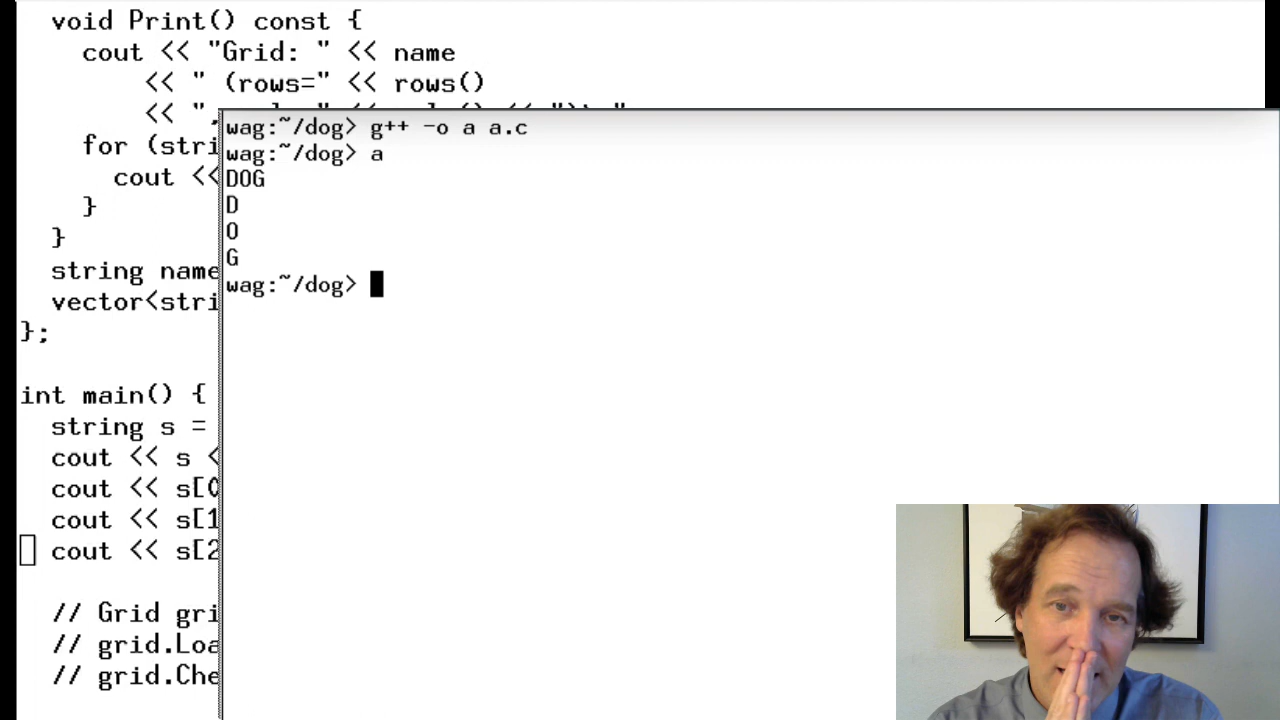 void Print() const {
cout << "Grid: " << name
<< " (rows=" << rows()
<< ",
for (stri
cout <<
}
}
string name
vector<stri
};
int main() {
string s =
cout << s <
cout << s[0
cout << s[1
cout << s[2
// Grid gri
// grid.Loa
// grid.Che
wag:~/dog> g++ -o a a.c
wag:~/dog> a
DOG
D
O
G
wag:~/dog>